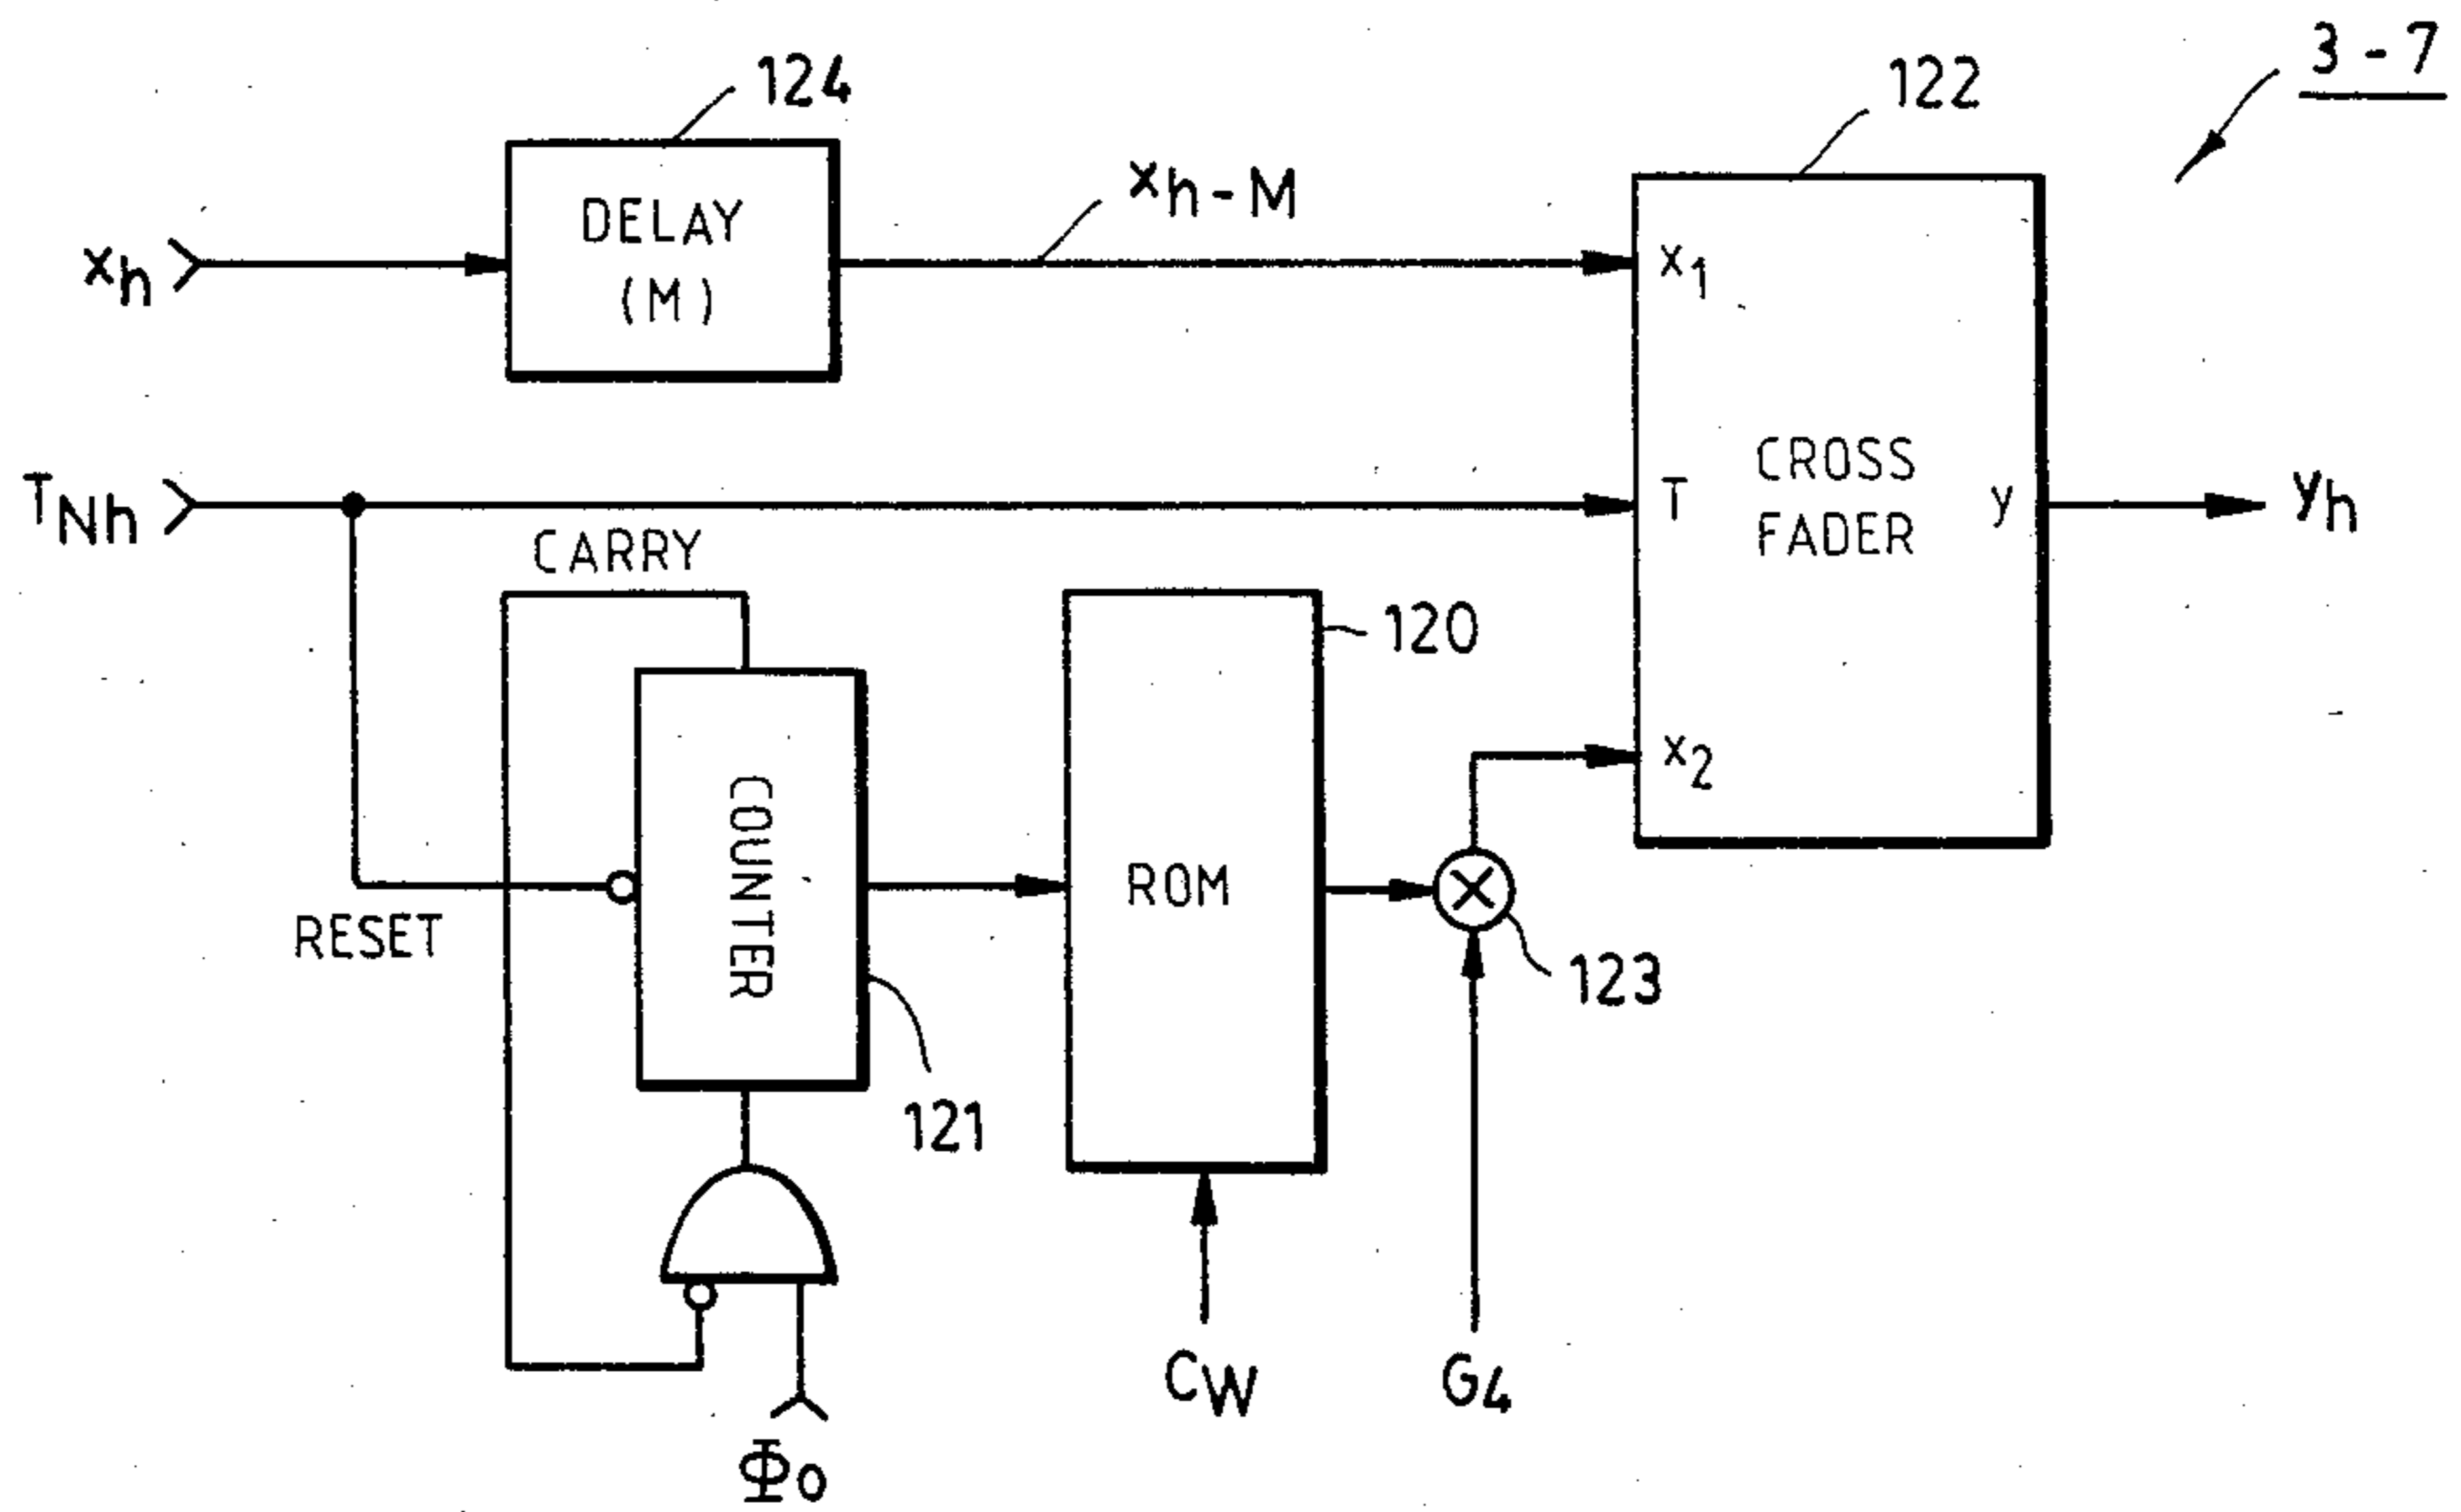 3 - 7
124
122
DELAY
(M)
xh-M
xh
x1
TNh
T
CROSS
FADER
y
yh
CARRY
120
x2
COUNTER
ROM
RESET
123
121
CW
G4
Φ0